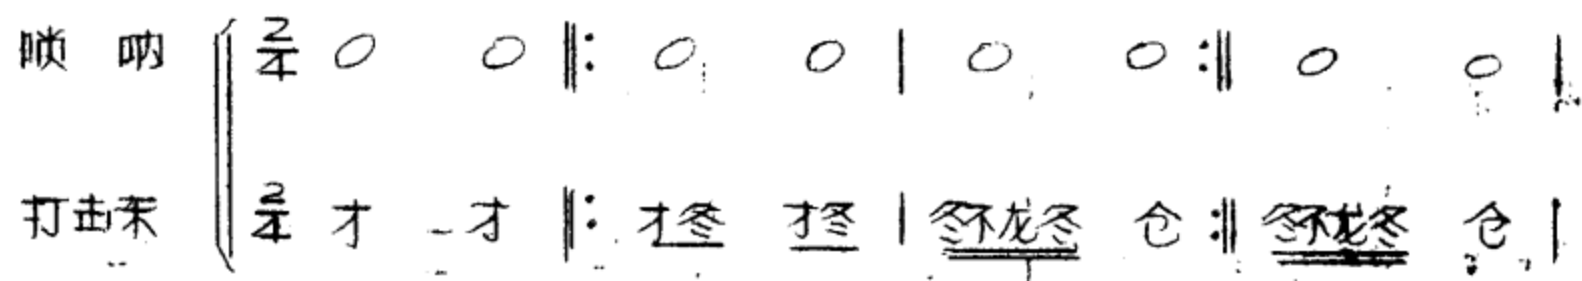 唢 呐 2/4 0 0 ‖: 0 0 | 0 0 :‖ 0 0 |
打击乐 2/4 才 才 ‖: 才冬 才冬 | 冬不龙冬 仓 :‖ 冬不龙冬 仓 |